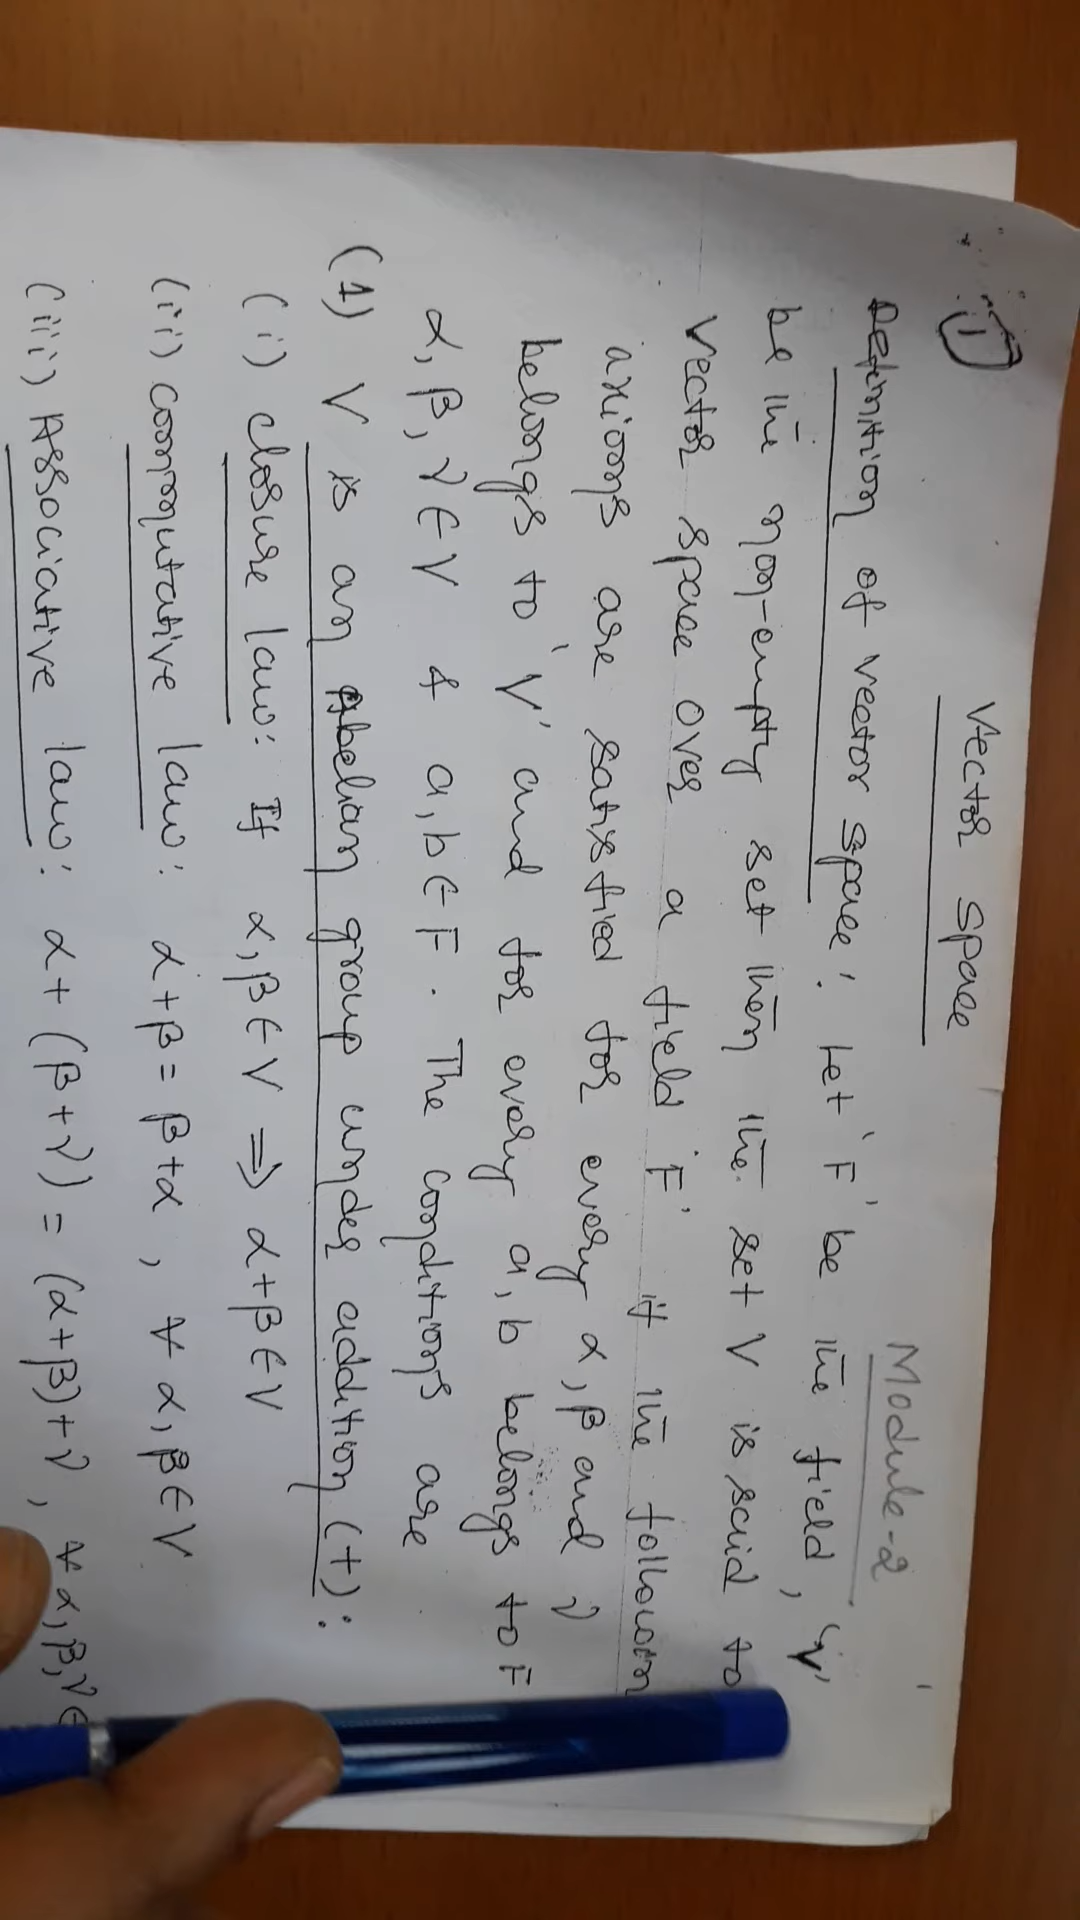 Vector space
Module-2
①
Definition of vector space: Let 'F' be the field, 'V'
be the non-empty set then the set V is said to
vector space over a field 'F' if the following
axioms are satisfied for every α, β and γ
belongs to 'V' and for every a, b belongs to F
α, β, γ ∈ V & a, b ∈ F. The conditions are
(1) V is an Abelian group under addition (+):
(i) closure law: If α, β ∈ V ⇒ α+β ∈ V
(ii) commutative law: α+β = β+α, ∀ α, β ∈ V
(iii) Associative law: α+(β+γ) = (α+β)+γ, ∀ α, β, γ ∈